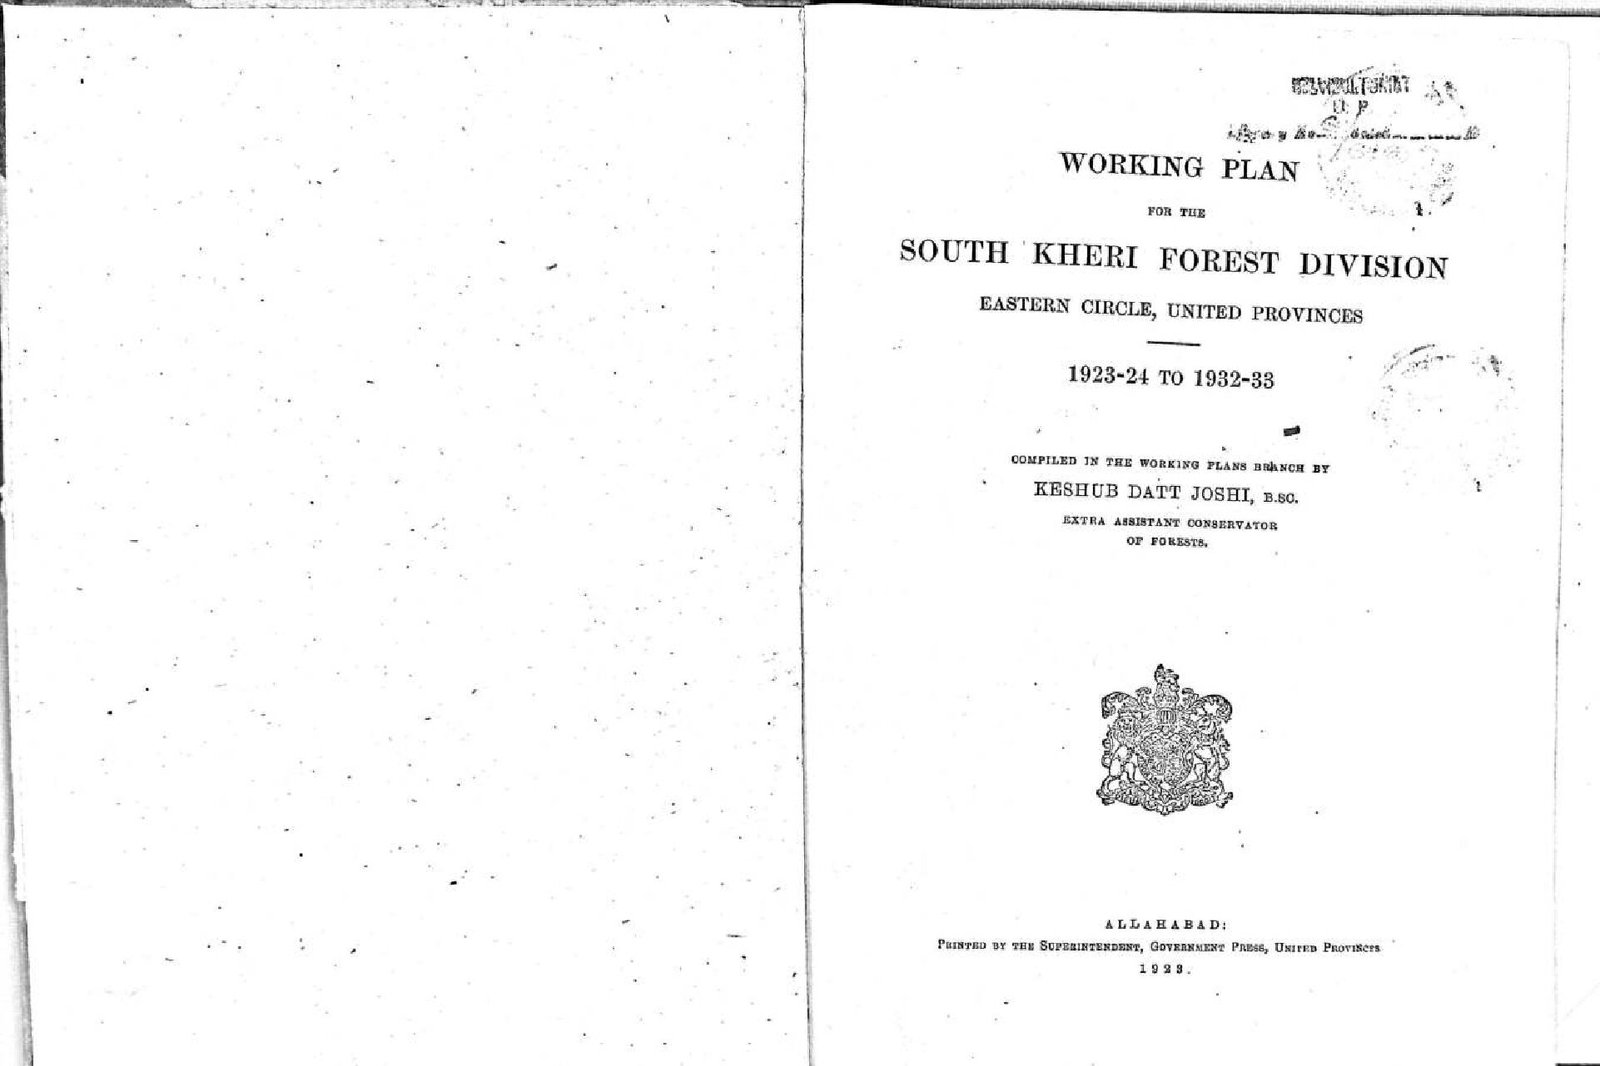 WORKING PLAN
FOR THE
SOUTH KHERI FOREST DIVISION
EASTERN CIRCLE, UNITED PROVINCES
1923-24 TO 1932-33
COMPILED IN THE WORKING PLANS BRANCH BY
KESHUB DATT JOSHI, B.SC.
EXTRA ASSISTANT CONSERVATOR
OF FORESTS.
ALLAHABAD:
PRINTED BY THE SUPERINTENDENT, GOVERNMENT PRESS, UNITED PROVINCES
1923.